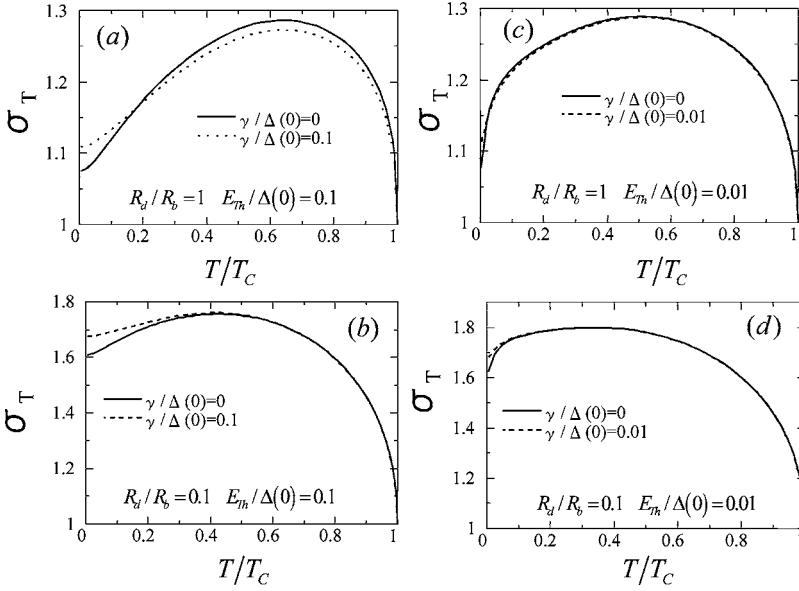 (a)
1.3
1.2
1.1
1
σ_T
γ/Δ(0)=0
γ/Δ(0)=0.1
R_d/R_b=1 E_Th/Δ(0)=0.1
0 0.2 0.4 0.6 0.8 1
T/T_C
(c)
1.3
1.2
1.1
1
σ_T
γ/Δ(0)=0
γ/Δ(0)=0.01
R_d/R_b=1 E_Th/Δ(0)=0.01
0 0.2 0.4 0.6 0.8 1
T/T_C
(b)
1.8
1.6
1.4
1.2
1
σ_T
γ/Δ(0)=0
γ/Δ(0)=0.1
R_d/R_b=0.1 E_Th/Δ(0)=0.1
0 0.2 0.4 0.6 0.8 1
T/T_C
(d)
1.8
1.6
1.4
1.2
1
σ_T
γ/Δ(0)=0
γ/Δ(0)=0.01
R_d/R_b=0.1 E_Th/Δ(0)=0.01
0 0.2 0.4 0.6 0.8
T/T_C